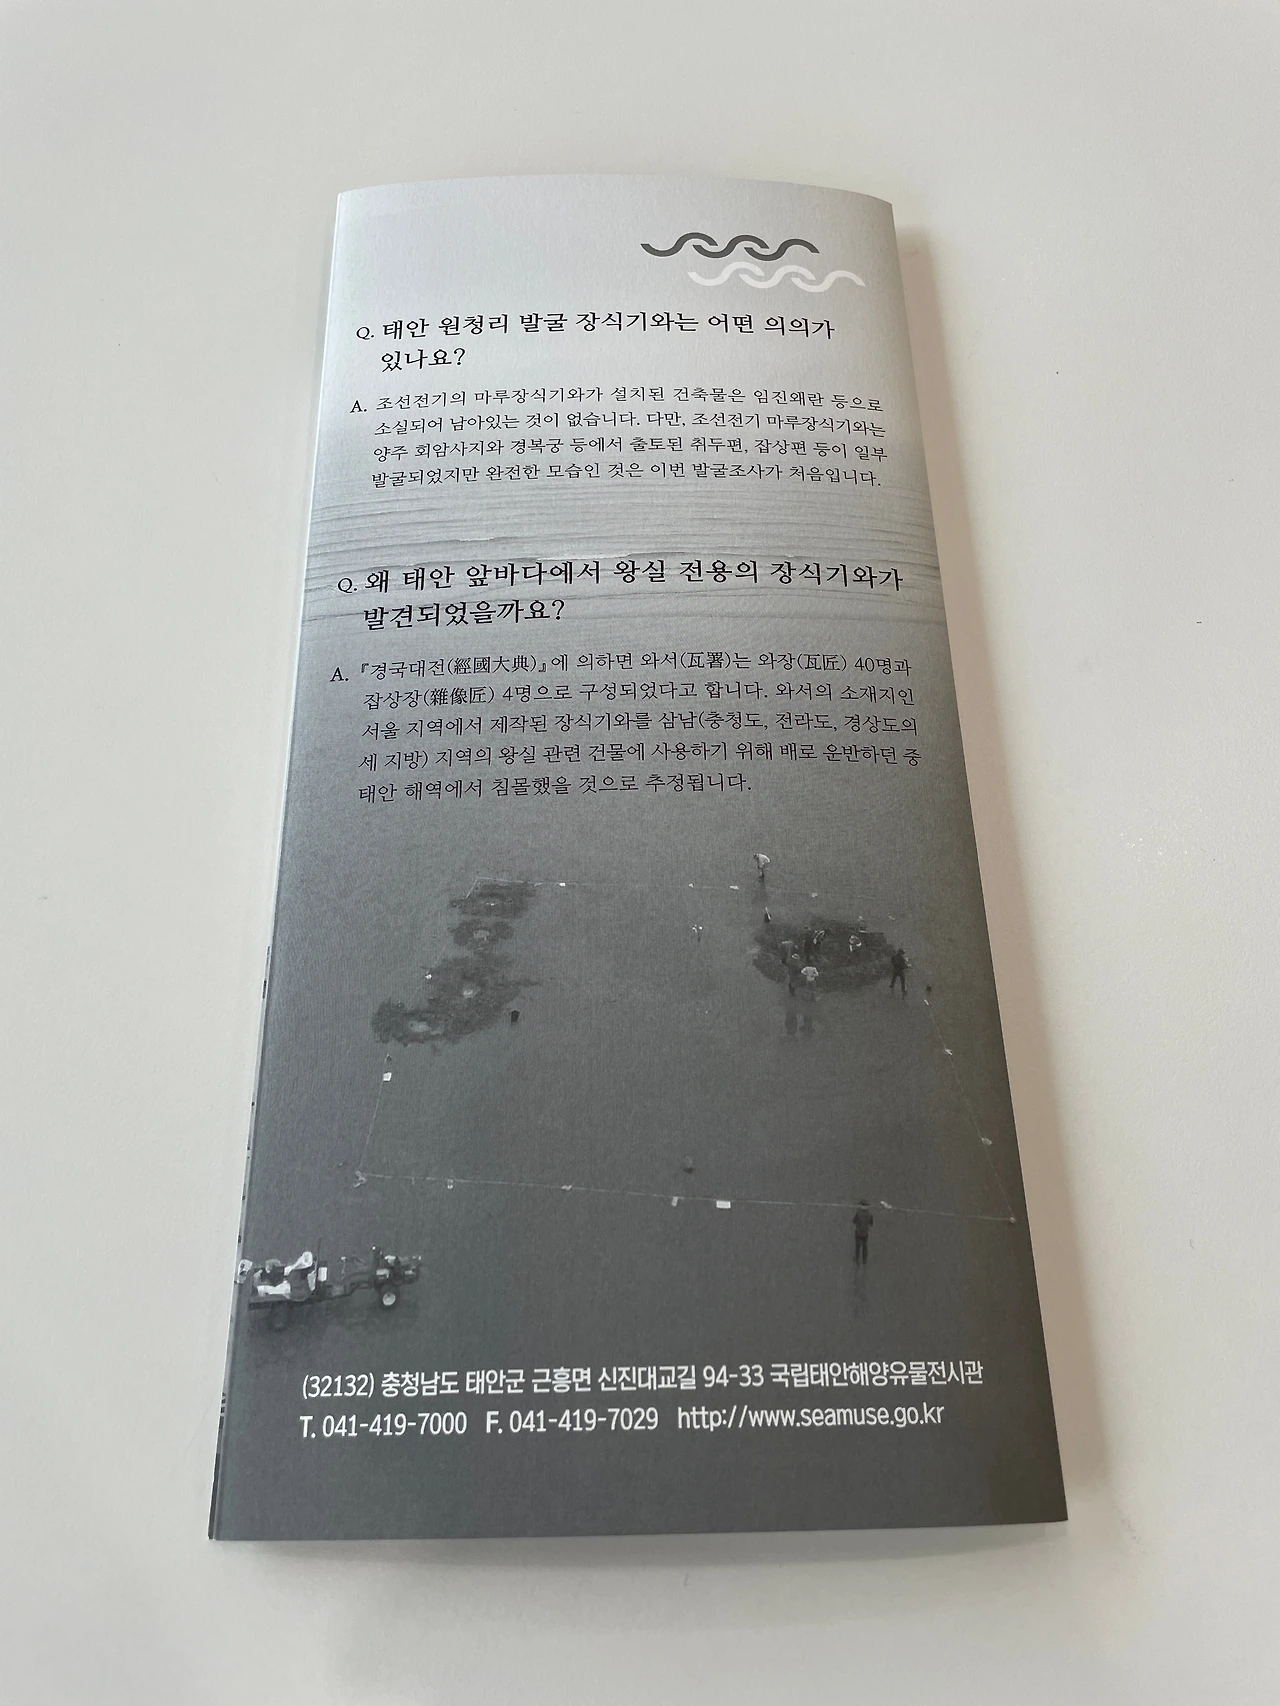 Q. 태안 원청리 발굴 장식기와는 어떤 의의가
있나요?
A. 조선전기의 마루장식기와가 설치된 건축물은 임진왜란 등으로
소실되어 남아있는 것이 없습니다. 다만, 조선전기 마루장식기와는
양주 회암사지와 경복궁 등에서 출토된 취두편, 잡상편 등이 일부
발굴되었지만 완전한 모습인 것은 이번 발굴조사가 처음입니다.
Q. 왜 태안 앞바다에서 왕실 전용의 장식기와가
발견되었을까요?
A. 『경국대전(經國大典)』에 의하면 와서(瓦署)는 와장(瓦匠) 40명과
잡상장(雜像匠) 4명으로 구성되었다고 합니다. 와서의 소재지인
서울 지역에서 제작된 장식기와를 삼남(충청도, 전라도, 경상도의
세 지방) 지역의 왕실 관련 건물에 사용하기 위해 배로 운반하던 중
태안 해역에서 침몰했을 것으로 추정됩니다.
(32132) 충청남도 태안군 근흥면 신진대교길 94-33 국립태안해양유물전시관
T. 041-419-7000 F. 041-419-7029 http://www.seamuse.go.kr